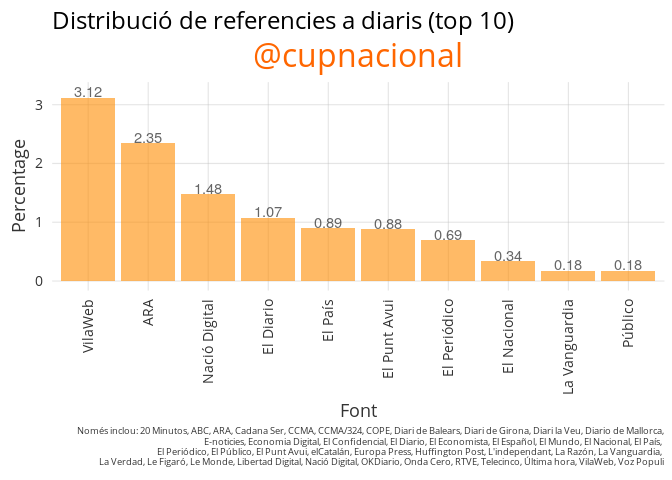 Distribució de referencies a diaris (top 10)
@cupnacional
Percentage
3
2
1
0
3.12
2.35
1.48
1.07
0.89
0.88
0.69
0.34
0.18
0.18
VilaWeb
ARA
Nació Digital
El Diario
El País
El Punt Avui
El Periódico
El Nacional
La Vanguardia
Público
Font
Només inclou: 20 Minutos, ABC, ARA, Cadana Ser, CCMA, CCMA/324, COPE, Diari de Balears, Diari de Girona, Diari la Veu, Diario de Mallorca,
E-noticies, Economia Digital, El Confidencial, El Diario, El Economista, El Español, El Mundo, El Nacional, El País,
El Periódico, El Público, El Punt Avui, elCatalán, Europa Press, Huffington Post, L'independant, La Razón, La Vanguardia,
La Verdad, Le Figaró, Le Monde, Libertad Digital, Nació Digital, OKDiario, Onda Cero, RTVE, Telecinco, Última hora, VilaWeb, Voz Populi